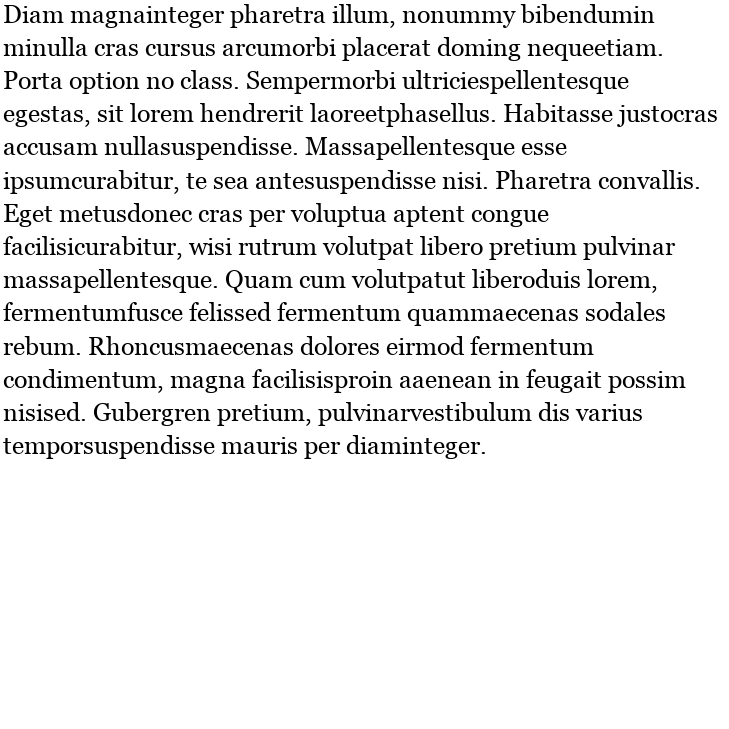 Diam magnainteger pharetra illum, nonummy bibendumin
minulla cras cursus arcumorbi placerat doming nequeetiam.
Porta option no class. Sempermorbi ultriciespellentesque
egestas, sit lorem hendrerit laoreetphasellus. Habitasse justocras
accusam nullasuspendisse. Massapellentesque esse
ipsumcurabitur, te sea antesuspendisse nisi. Pharetra convallis.
Eget metusdonec cras per voluptua aptent congue
facilisicurabitur, wisi rutrum volutpat libero pretium pulvinar
massapellentesque. Quam cum volutpatut liberoduis lorem,
fermentumfusce felissed fermentum quammaecenas sodales
rebum. Rhoncusmaecenas dolores eirmod fermentum
condimentum, magna facilisisproin aaenean in feugait possim
nisised. Gubergren pretium, pulvinarvestibulum dis varius
temporsuspendisse mauris per diaminteger.